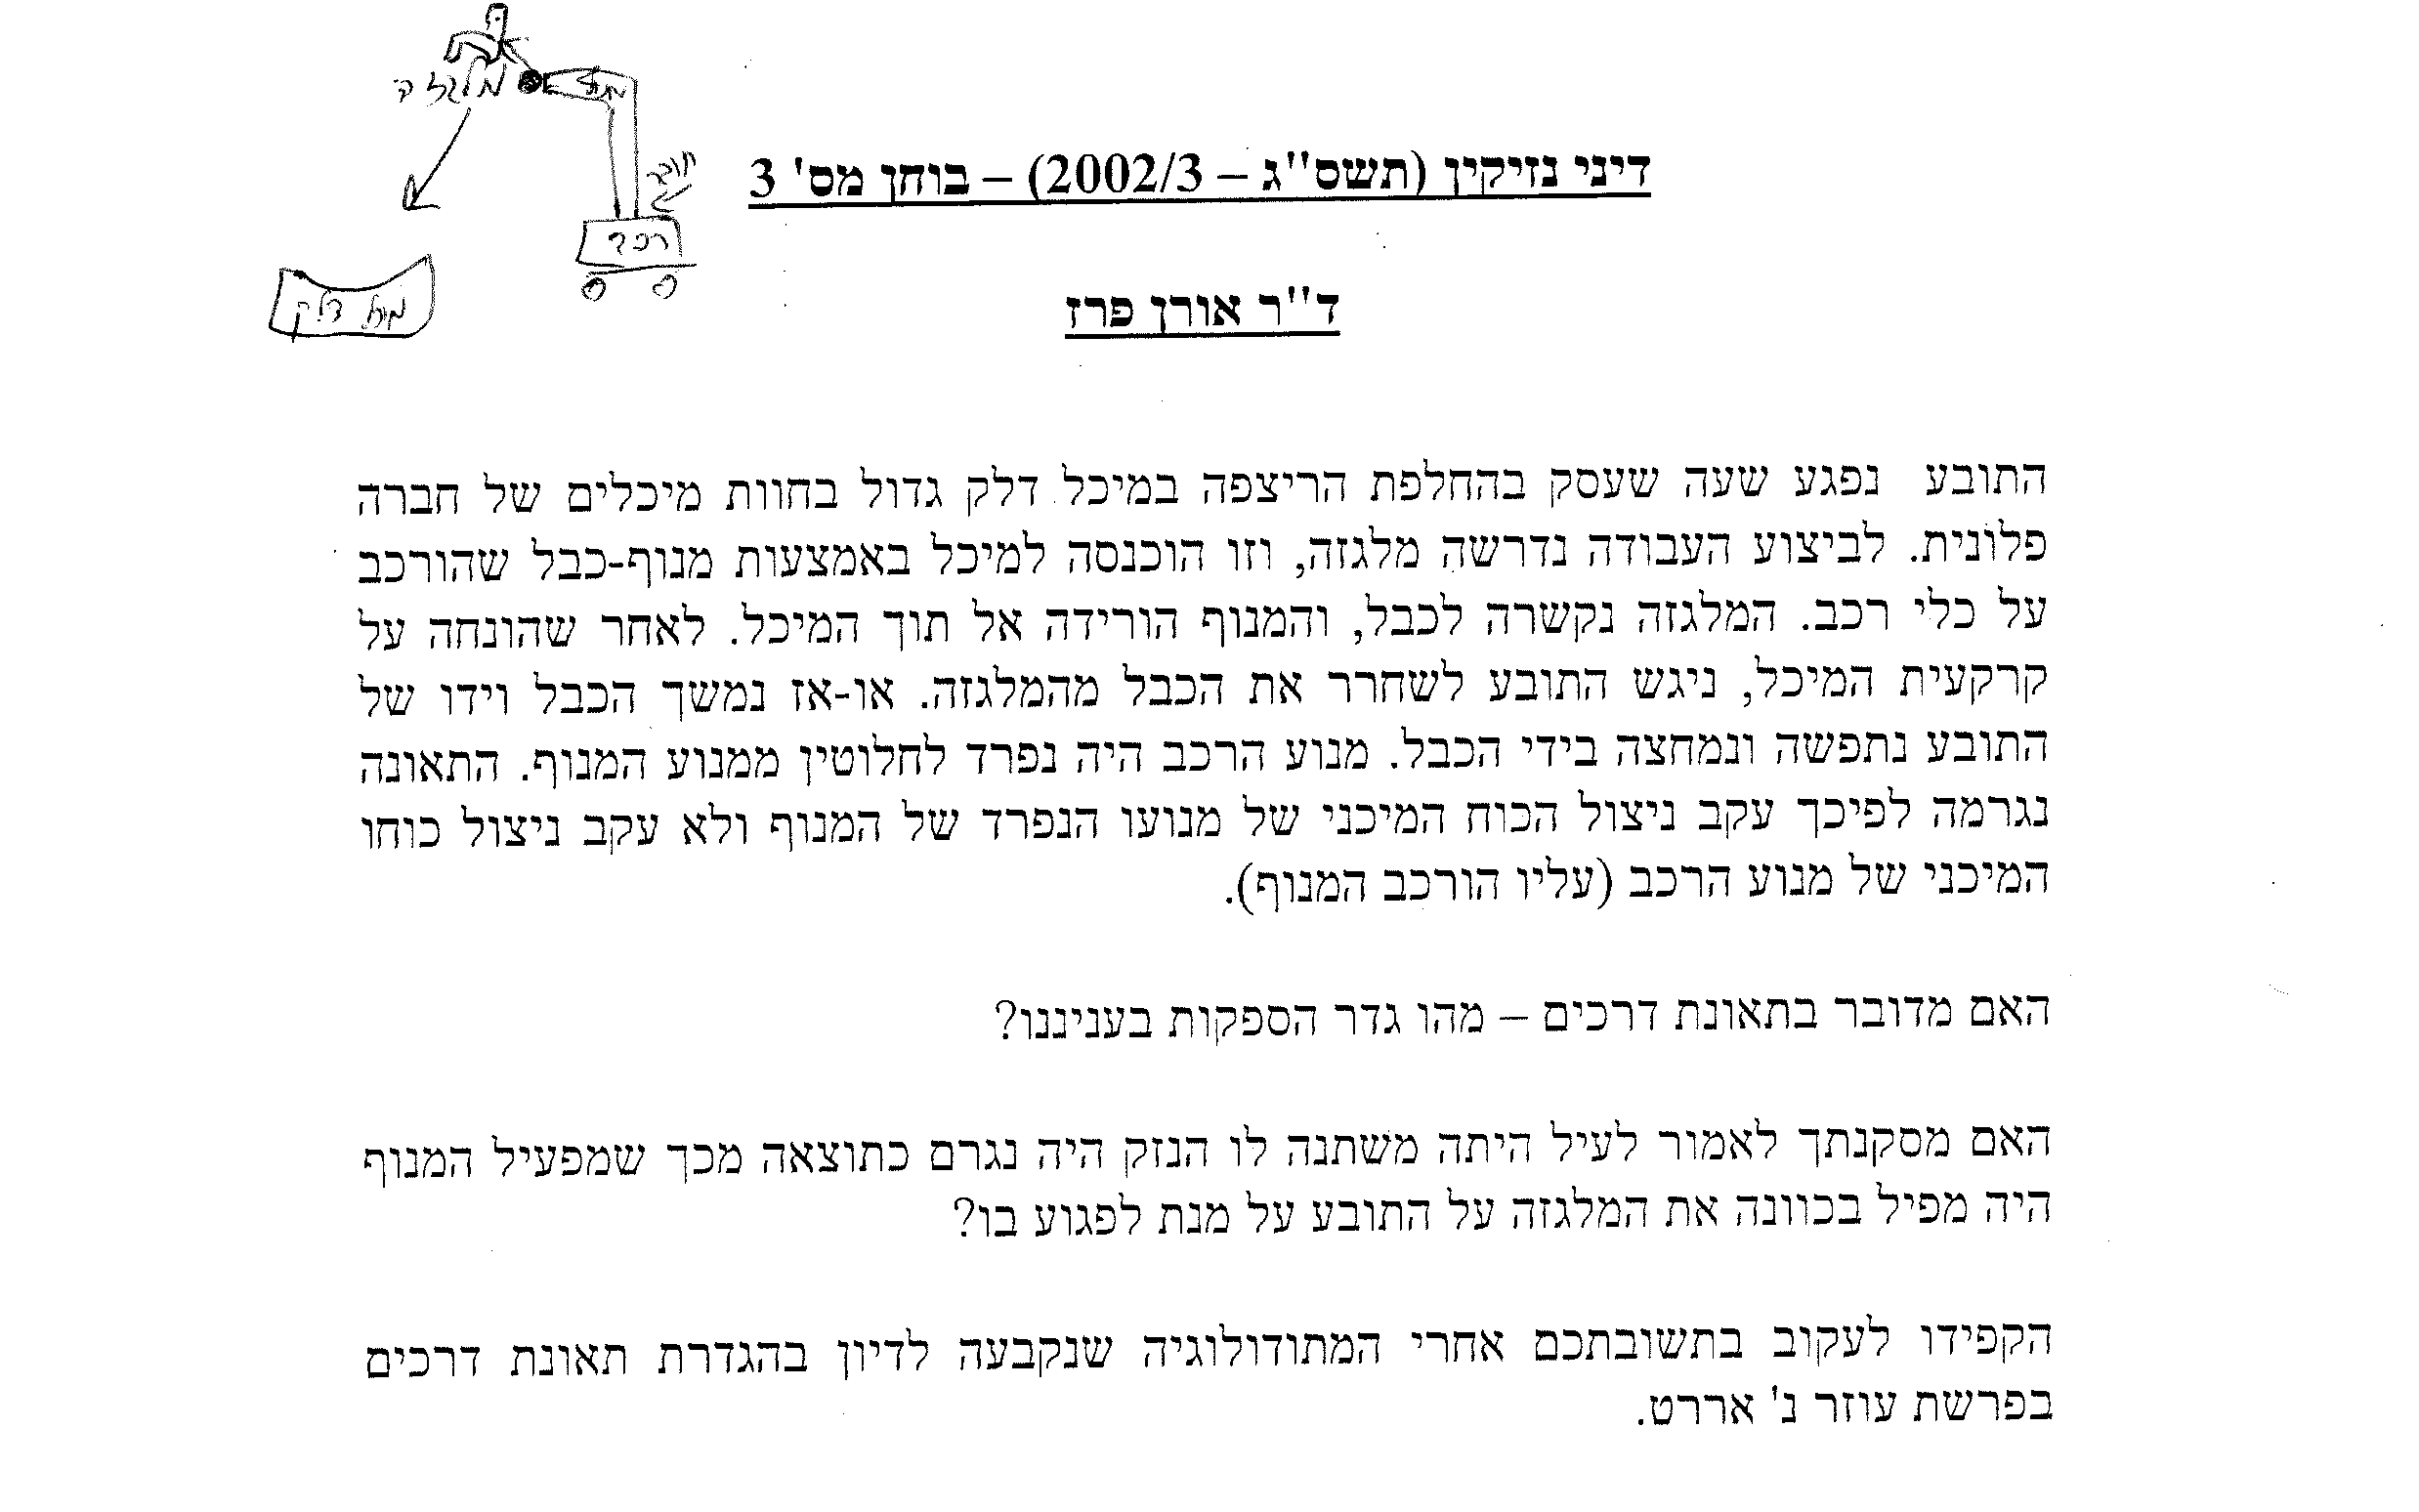 מלגזה
מנוף
חיבור
רכב
מיכל דלק
דיני נזיקין (תשס"ג – 2002/3) – בוחן מס' 3
ד"ר אורן פרז
התובע נפגע שעה שעסק בהחלפת הריצפה במיכל דלק גדול בחוות מיכלים של חברה
פלונית. לביצוע העבודה נדרשה מלגזה, וזו הוכנסה למיכל באמצעות מנוף-כבל שהורכב
על כלי רכב. המלגזה נקשרה לכבל, והמנוף הורידה אל תוך המיכל. לאחר שהונחה על
קרקעית המיכל, ניגש התובע לשחרר את הכבל מהמלגזה. או-אז נמשך הכבל וידו של
התובע נתפשה ונמחצה בידי הכבל. מנוע הרכב היה נפרד לחלוטין ממנוע המנוף. התאונה
נגרמה לפיכך עקב ניצול הכוח המיכני של מנועו הנפרד של המנוף ולא עקב ניצול כוחו
המיכני של מנוע הרכב (עליו הורכב המנוף).
האם מדובר בתאונת דרכים – מהו גדר הספקות בעניננו?
האם מסקנתך לאמור לעיל היתה משתנה לו הנזק היה נגרם כתוצאה מכך שמפעיל המנוף
היה מפיל בכוונה את המלגזה על התובע על מנת לפגוע בו?
הקפידו לעקוב בתשובתכם אחרי המתודולוגיה שנקבעה לדיון בהגדרת תאונת דרכים
בפרשת עוזר נ' אררט.